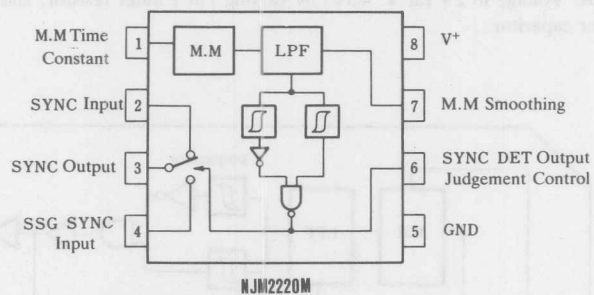 M.M Time
Constant
1
M.M
LPF
8
V+
SYNC Input
2
7
M.M Smoothing
SYNC Output
3
6
SYNC DET Output
Judgement Control
SSG SYNC
Input
4
5
GND
NJM2220M